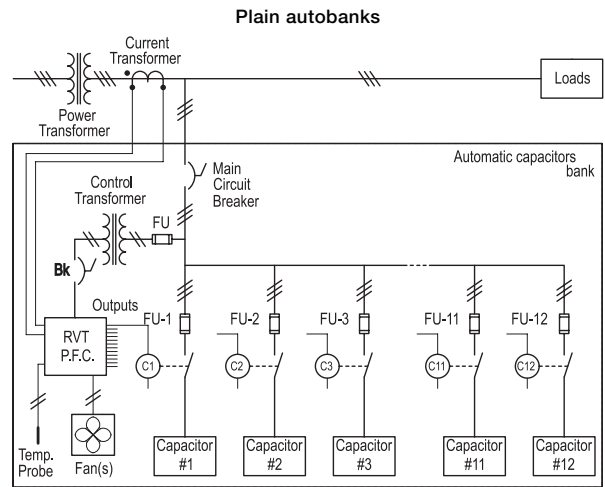 Plain autobanks
Current
Transformer
Power
Transformer
Loads
Automatic capacitors
bank
Main
Circuit
Breaker
Control
Transformer
FU
Bk
Outputs
RVT
P.F.C.
FU-1
FU-2
FU-3
FU-11
FU-12
C1
C2
C3
C11
C12
Temp.
Probe
Fan(s)
Capacitor
#1
Capacitor
#2
Capacitor
#3
Capacitor
#11
Capacitor
#12